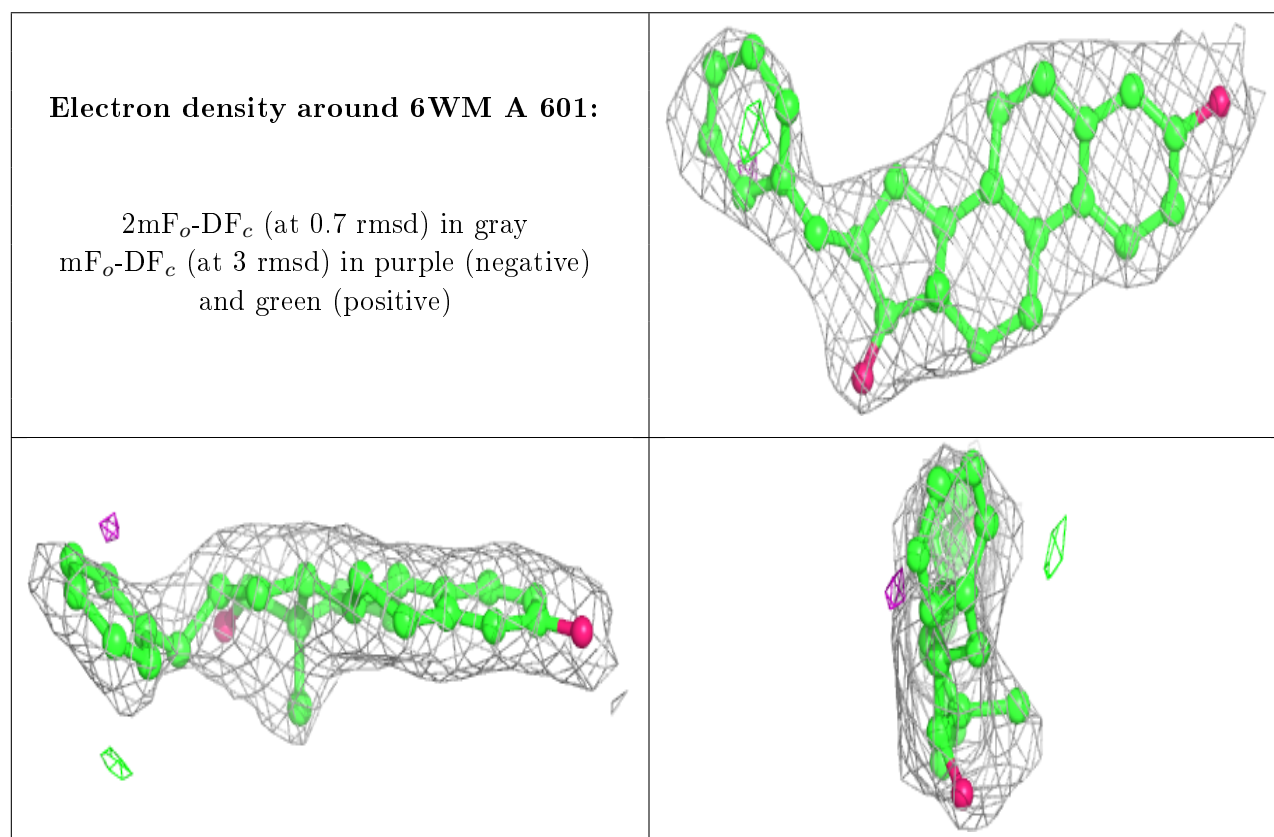 Electron density around 6WM A 601:
2mFₒ-DF𝒸 (at 0.7 rmsd) in gray
mFₒ-DF𝒸 (at 3 rmsd) in purple (negative)
and green (positive)